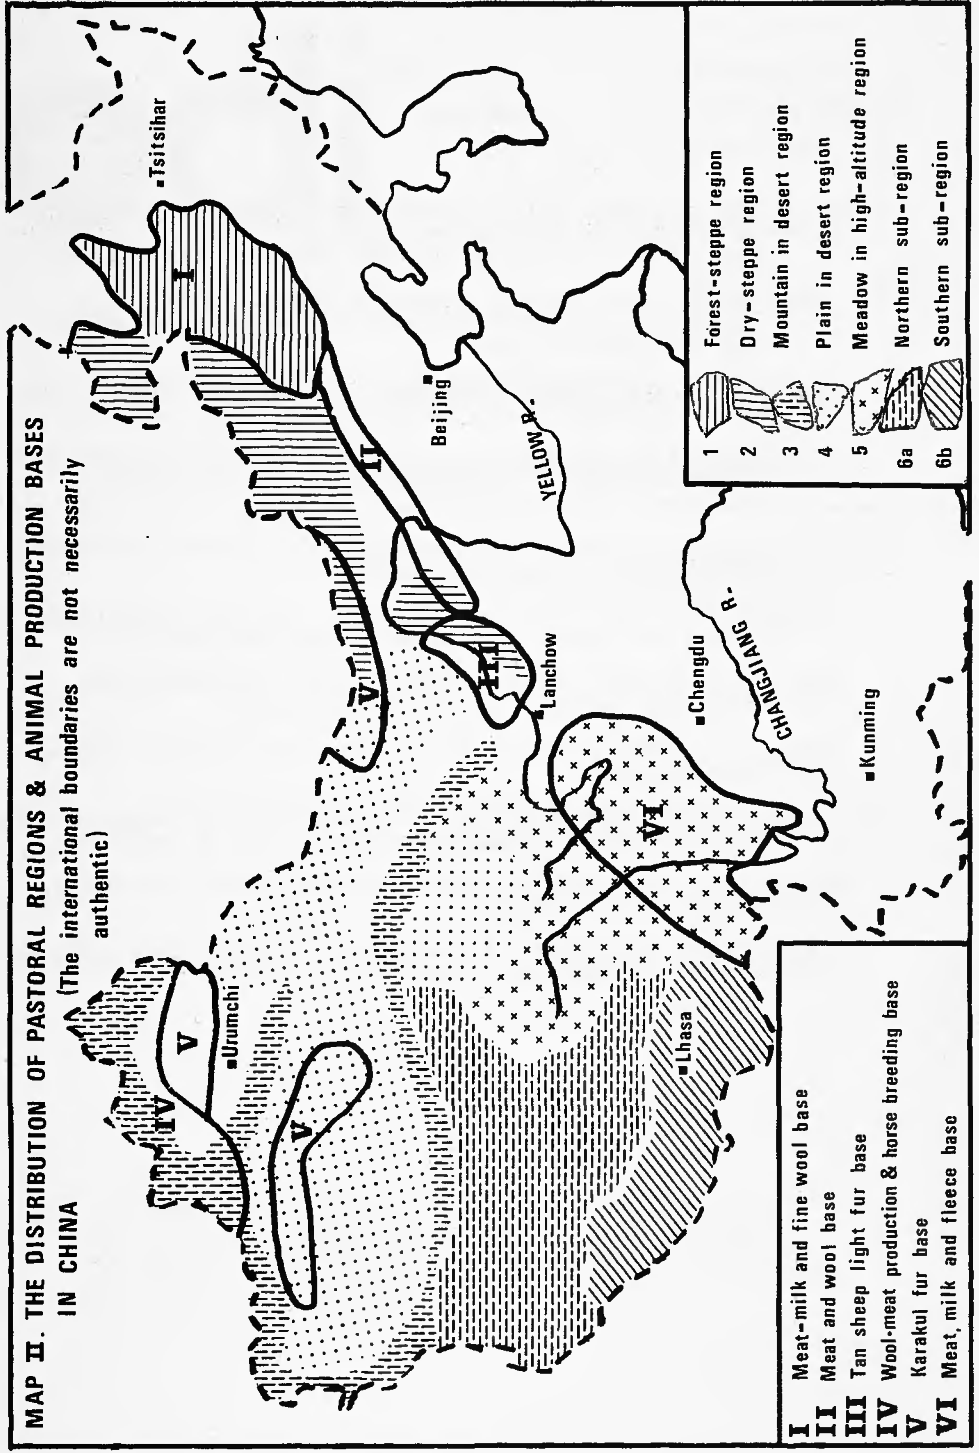 MAP II. THE DISTRIBUTION OF PASTORAL REGIONS & ANIMAL PRODUCTION BASES
IN CHINA
(The international boundaries are not necessarily
authentic)
Tsitsihar
I
II
Beijing
YELLOW R-
V
III
Lanchow
Chengdu
CHANGJIANG R-
Kunming
VI
IV
V
Urumchi
V
Lhasa
I Meat-milk and fine wool base
II Meat and wool base
III Tan sheep light fur base
IV Wool-meat production & horse breeding base
V Karakul fur base
VI Meat, milk and fleece base
1 Forest-steppe region
2 Dry-steppe region
3 Mountain in desert region
4 Plain in desert region
5 Meadow in high-altitude region
6a Northern sub-region
6b Southern sub-region